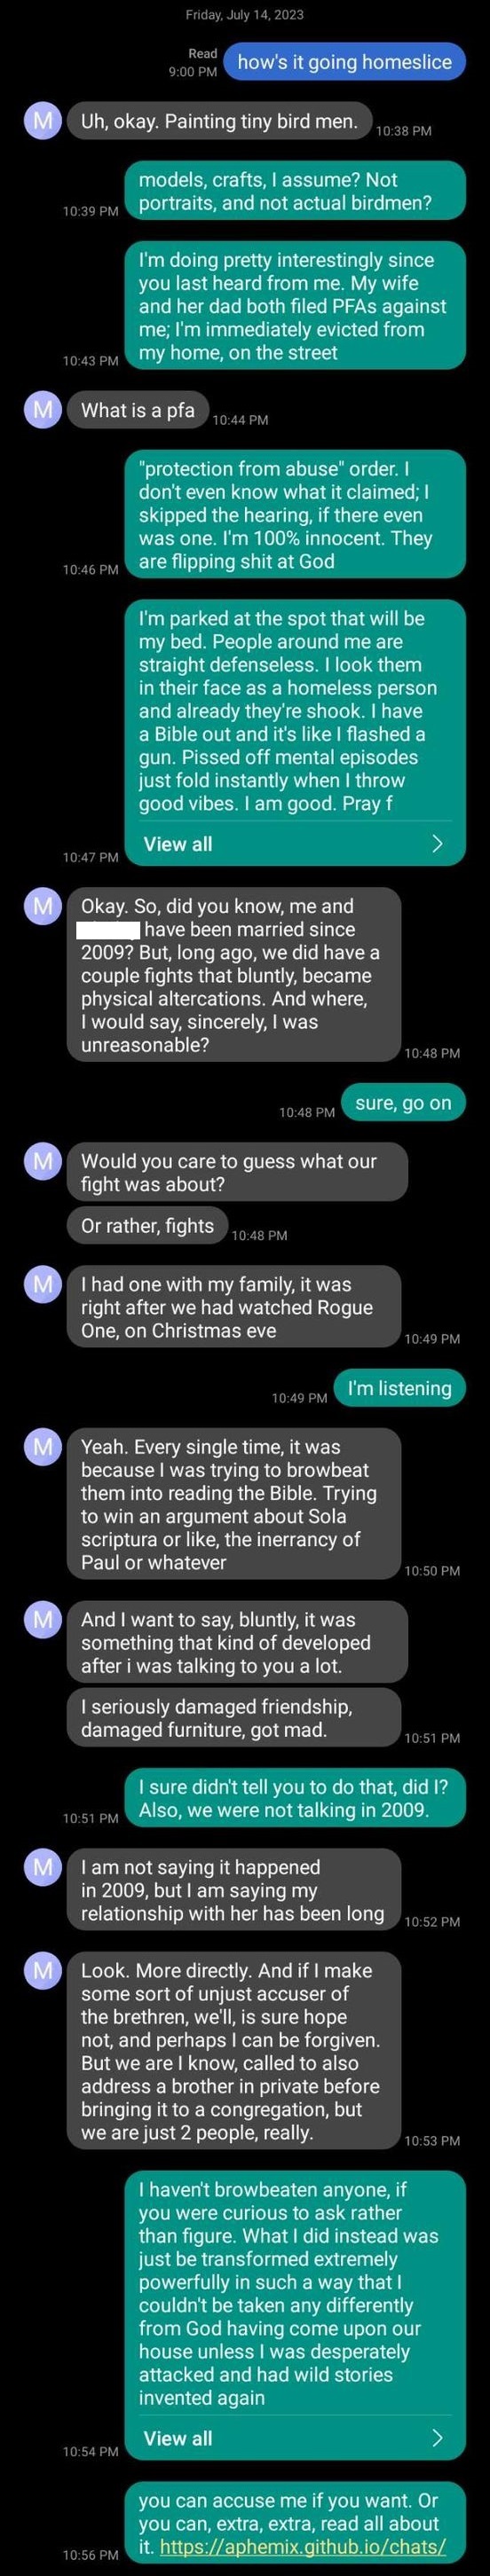 Friday, July 14, 2023
Read
9:00 PM
how's it going homeslice
M
Uh, okay. Painting tiny bird men.
10:38 PM
models, crafts, I assume? Not
portraits, and not actual birdmen?
10:39 PM
I'm doing pretty interestingly since
you last heard from me. My wife
and her dad both filed PFAs against
me; I'm immediately evicted from
my home, on the street
10:43 PM
M
What is a pfa
10:44 PM
"protection from abuse" order. I
don't even know what it claimed; I
skipped the hearing, if there even
was one. I'm 100% innocent. They
are flipping shit at God
10:46 PM
I'm parked at the spot that will be
my bed. People around me are
straight defenseless. I look them
in their face as a homeless person
and already they're shook. I have
a Bible out and it's like I flashed a
gun. Pissed off mental episodes
just fold instantly when I throw
good vibes. I am good. Pray f
View all
10:47 PM
M
Okay. So, did you know, me and
have been married since
2009? But, long ago, we did have a
couple fights that bluntly, became
physical altercations. And where,
I would say, sincerely, I was
unreasonable?
10:48 PM
sure, go on
10:48 PM
M
Would you care to guess what our
fight was about?
Or rather, fights
10:48 PM
M
I had one with my family, it was
right after we had watched Rogue
One, on Christmas eve
10:49 PM
I'm listening
10:49 PM
M
Yeah. Every single time, it was
because I was trying to browbeat
them into reading the Bible. Trying
to win an argument about Sola
scriptura or like, the inerrancy of
Paul or whatever
10:50 PM
M
And I want to say, bluntly, it was
something that kind of developed
after i was talking to you a lot.
I seriously damaged friendship,
damaged furniture, got mad.
10:51 PM
I sure didn't tell you to do that, did I?
Also, we were not talking in 2009.
10:51 PM
M
I am not saying it happened
in 2009, but I am saying my
relationship with her has been long
10:52 PM
M
Look. More directly. And if I make
some sort of unjust accuser of
the brethren, we'll, is sure hope
not, and perhaps I can be forgiven.
But we are I know, called to also
address a brother in private before
bringing it to a congregation, but
we are just 2 people, really.
10:53 PM
I haven't browbeaten anyone, if
you were curious to ask rather
than figure. What I did instead was
just be transformed extremely
powerfully in such a way that I
couldn't be taken any differently
from God having come upon our
house unless I was desperately
attacked and had wild stories
invented again
View all
10:54 PM
you can accuse me if you want. Or
you can, extra, extra, read all about
it. https://aphemix.github.io/chats/
10:56 PM